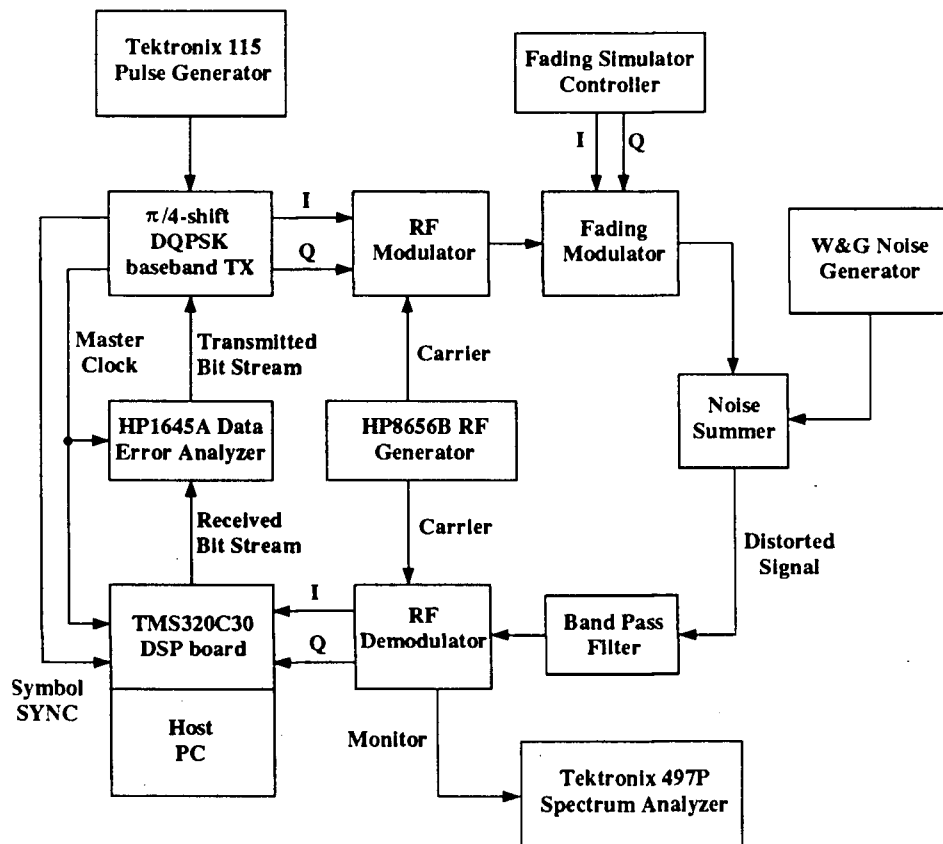 Tektronix 115
Pulse Generator
Fading Simulator
Controller
I
Q
π/4-shift
DQPSK
baseband TX
I
Q
RF
Modulator
Fading
Modulator
W&G Noise
Generator
Master
Clock
Transmitted
Bit Stream
Carrier
HP1645A Data
Error Analyzer
HP8656B RF
Generator
Noise
Summer
Received
Bit Stream
Carrier
Distorted
Signal
TMS320C30
DSP board
I
Q
RF
Demodulator
Band Pass
Filter
Symbol
SYNC
Host
PC
Monitor
Tektronix 497P
Spectrum Analyzer